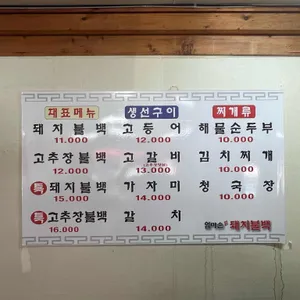 대표메뉴
돼지불백
11.000
고추장불백
12.000
특 돼지불백
15.000
특 고추장불백
16.000
생선구이
고등어
12.000
고갈비
13.000
가자미
14.000
갈치
14.000
찌개류
해물순두부
10.000
김치찌개
10.000
청국장
10.000
돼지불백